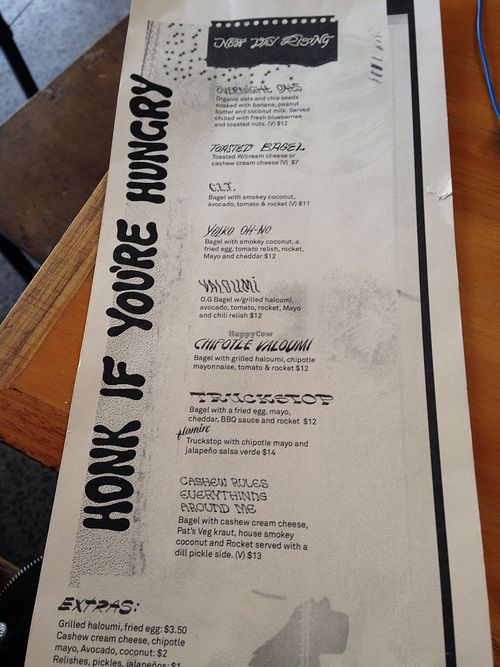 HONK IF YOU'RE HUNGRY
NEW DAY RISING
OVERNIGHT OATS
Organic oats and chia seeds
soaked with banana, peanut
butter and coconut milk. Served
chilled with fresh blueberries
and toasted nuts. (V) $12
TOASTED BAGEL
Toasted W/cream cheese or
cashew cream cheese (V) $7
C.L.T.
Bagel with smokey coconut,
avocado, tomato & rocket (V) $11
YOLKO OH-NO
Bagel with smokey coconut, a
fried egg, tomato relish, rocket,
Mayo and cheddar $12
VALOUMI
O.G Bagel w/grilled haloumi,
avocado, tomato, rocket, Mayo
and chili relish $12
HappyCow
CHIPOTLE VALOUMI
Bagel with grilled haloumi, chipotle
mayonnaise, tomato & rocket $12
TRUCKSTOP
Bagel with a fried egg, mayo,
cheddar, BBQ sauce and rocket $12
flamin'
Truckstop with chipotle mayo and
jalapeño salsa verde $14
CASHEW RULES
EVERYTHING
AROUND ME
Bagel with cashew cream cheese,
Pat's Veg kraut, house smokey
coconut and Rocket served with a
dill pickle side. (V) $13
EXTRAS:
Grilled haloumi, fried egg: $3.50
Cashew cream cheese, chipotle
mayo, Avocado, coconut: $2
Relishes, pickles, jalapeños: $1